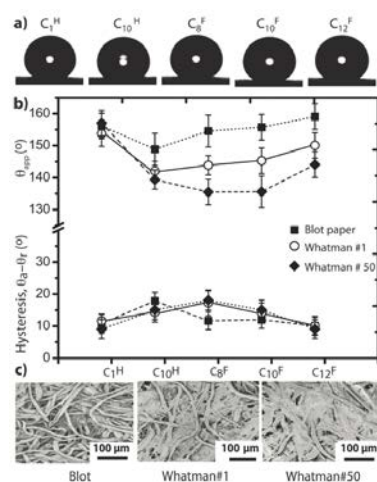 a) C₁ᴴ C₁₀ᴴ C₈ᶠ C₁₀ᶠ C₁₂ᶠ
b)
160
150
140
130
θapp (º)
30
20
10
0
Hysteresis, θa–θr (º)
Blot paper
Whatman #1
Whatman # 50
C₁ᴴ C₁₀ᴴ C₈ᶠ C₁₀ᶠ C₁₂ᶠ
c)
100 μm 100 μm 100 μm
Blot Whatman#1 Whatman#50